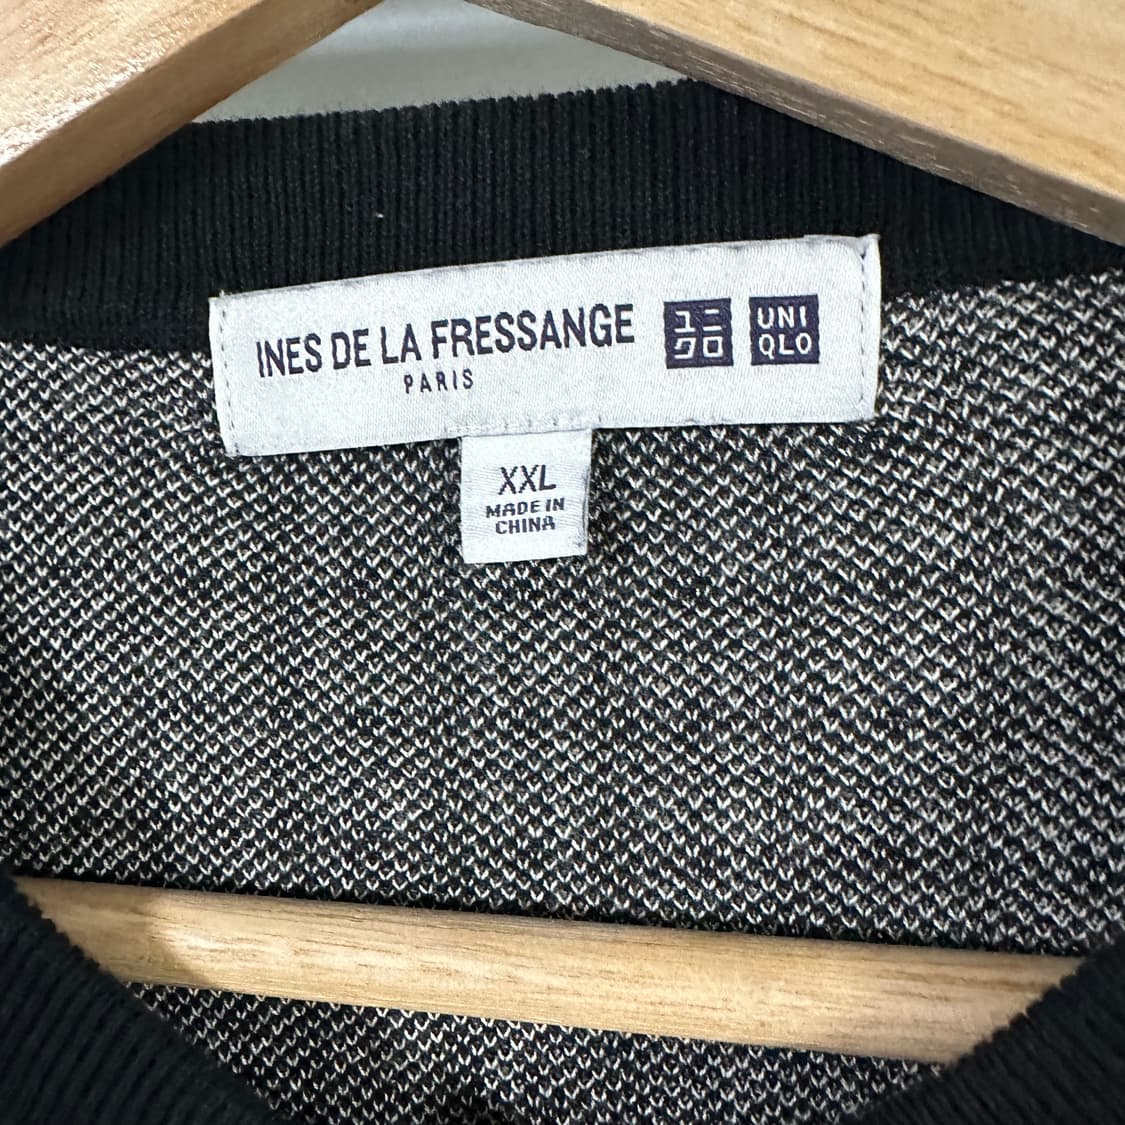 INES DE LA FRESSANGE
PARIS
ユニ
クロ
UNI
QLO
XXL
MADE IN
CHINA